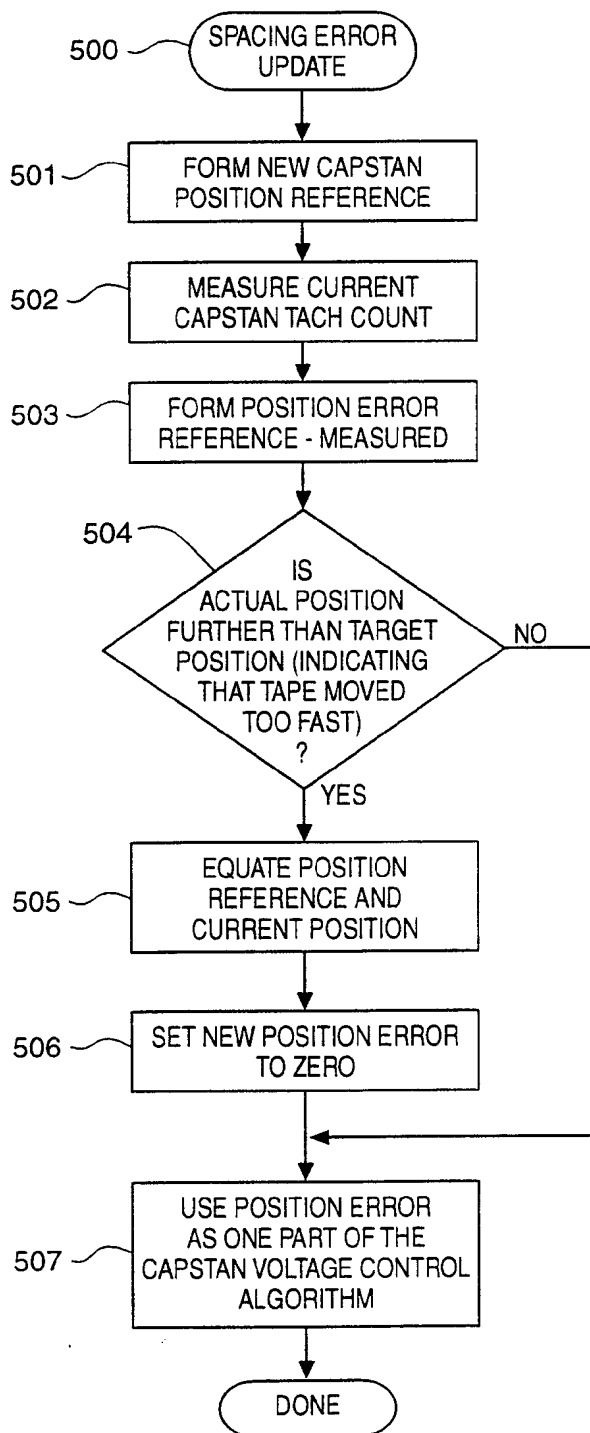 500
SPACING ERROR
UPDATE
501
FORM NEW CAPSTAN
POSITION REFERENCE
502
MEASURE CURRENT
CAPSTAN TACH COUNT
503
FORM POSITION ERROR
REFERENCE - MEASURED
504
IS
ACTUAL POSITION
FURTHER THAN TARGET
POSITION (INDICATING
THAT TAPE MOVED
TOO FAST)
?
NO
YES
505
EQUATE POSITION
REFERENCE AND
CURRENT POSITION
506
SET NEW POSITION ERROR
TO ZERO
507
USE POSITION ERROR
AS ONE PART OF THE
CAPSTAN VOLTAGE CONTROL
ALGORITHM
DONE